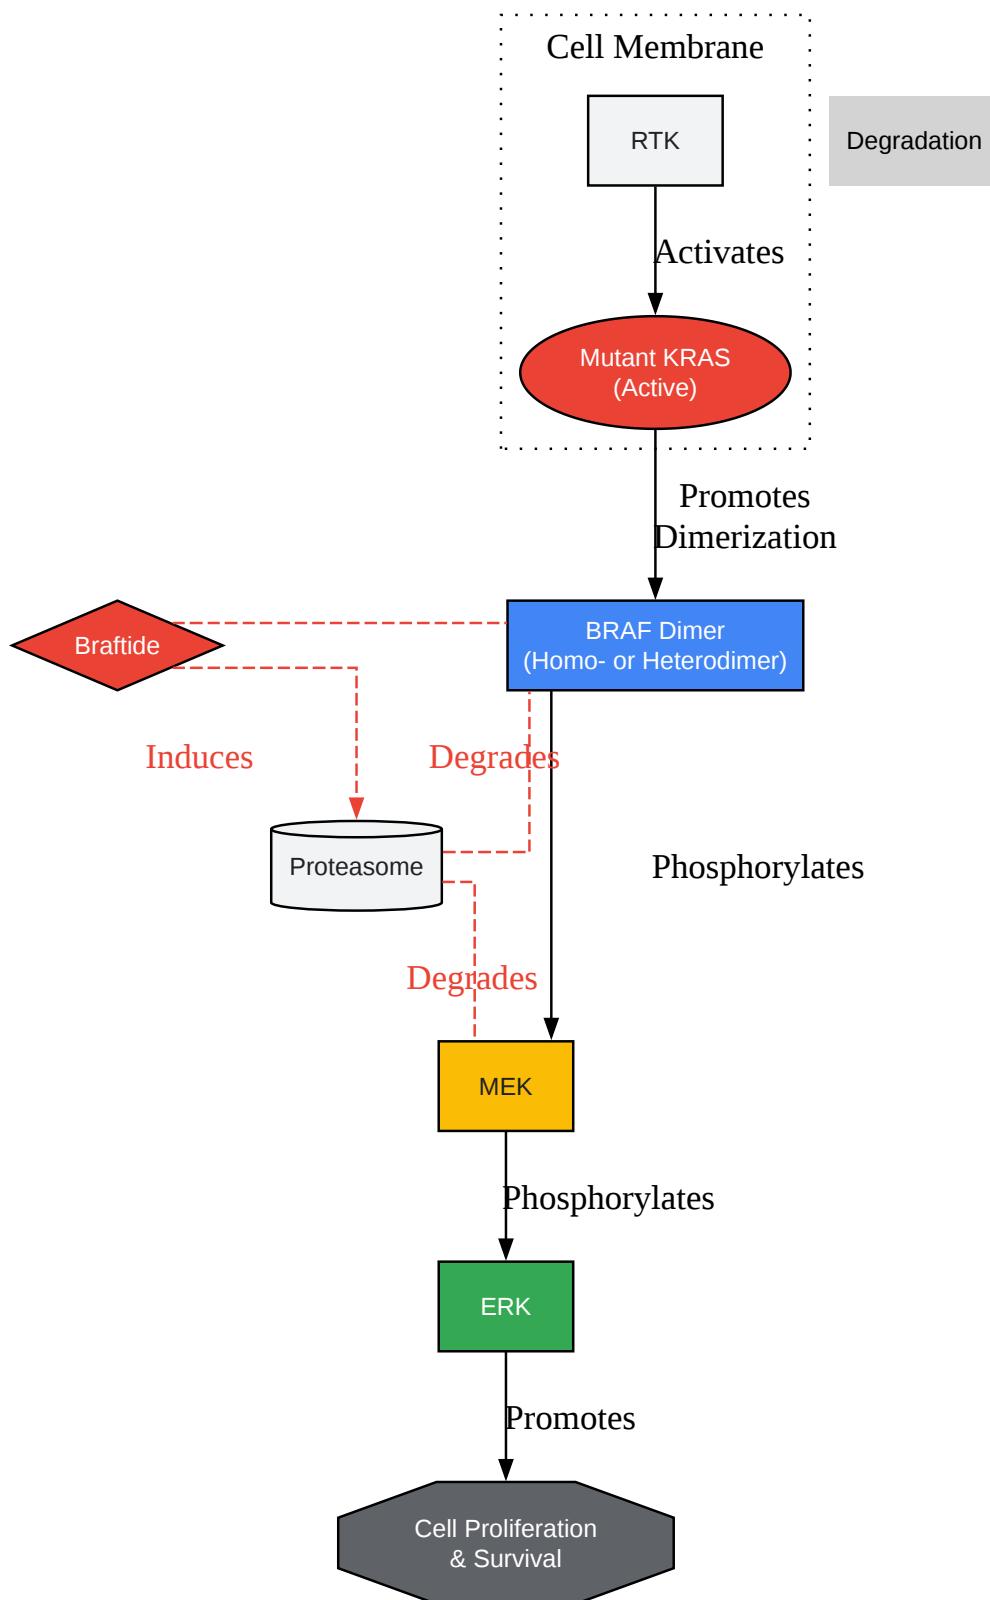 Cell Membrane
RTK
Degradation
Activates
Mutant KRAS
(Active)
Promotes
Dimerization
Braftide
BRAF Dimer
(Homo- or Heterodimer)
Induces
Degrades
Proteasome
Phosphorylates
Degrades
MEK
Phosphorylates
ERK
Promotes
Cell Proliferation
& Survival